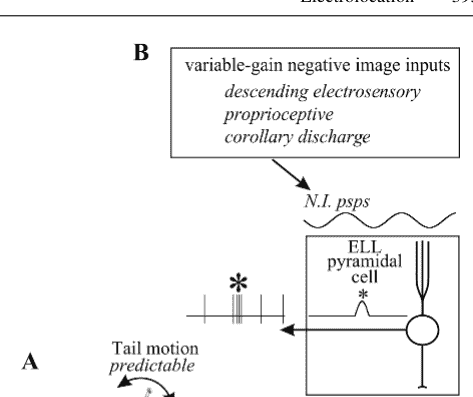 Electrolocation
B
variable-gain negative image inputs
descending electrosensory
proprioceptive
corollary discharge
N.I. psps
ELL
pyramidal
cell
*
*
Tail motion
A
predictable